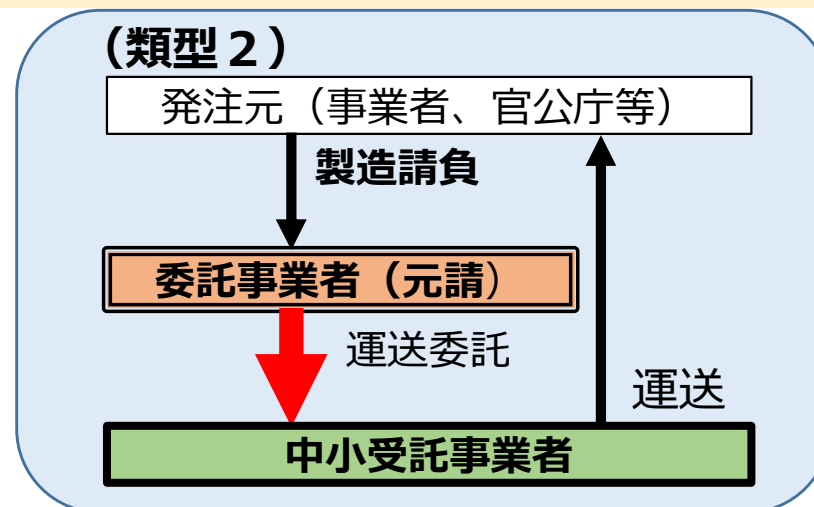 （類型２）
発注元（事業者、官公庁等）
製造請負
委託事業者（元請）
運送委託
運送
中小受託事業者